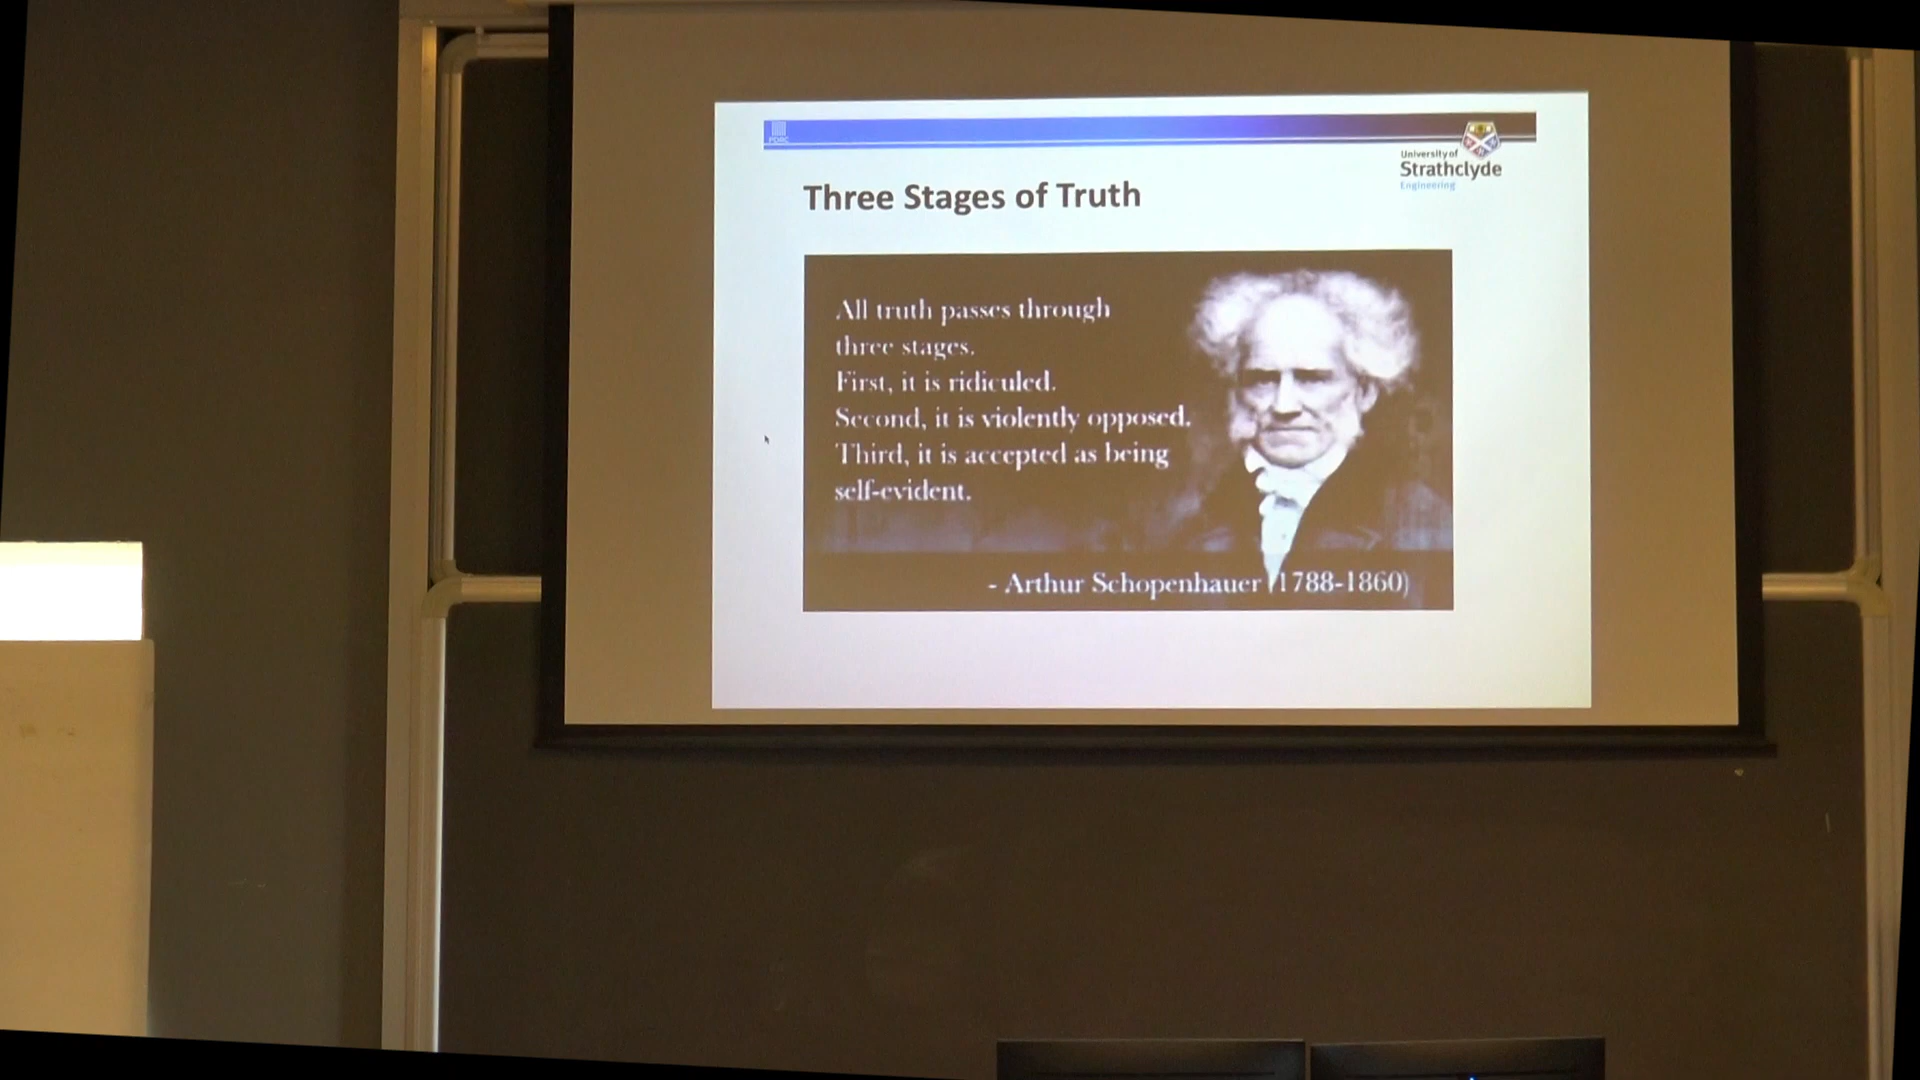 PDRC
University of
Strathclyde
Engineering
Three Stages of Truth
All truth passes through
three stages.
First, it is ridiculed.
Second, it is violently opposed.
Third, it is accepted as being
self-evident.
- Arthur Schopenhauer (1788-1860)